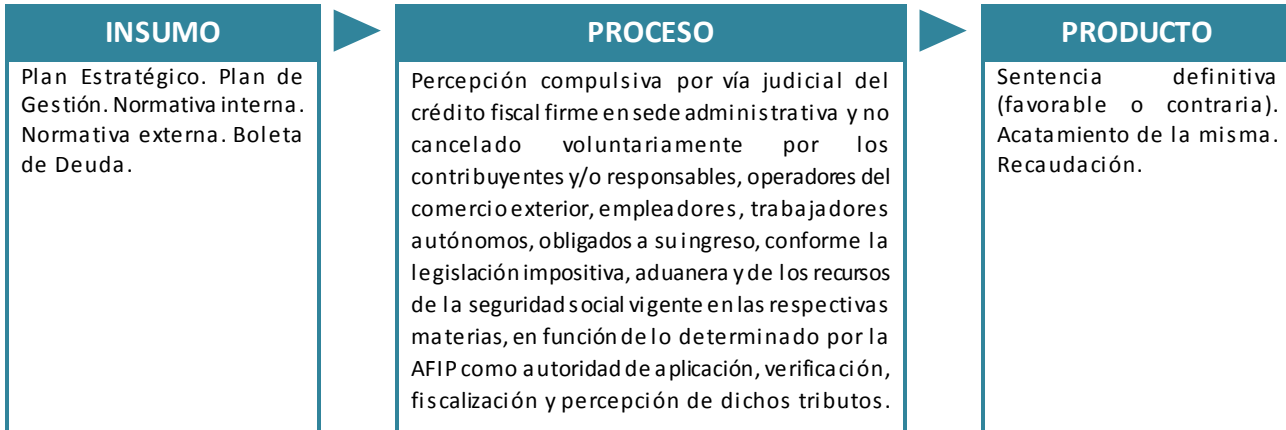 INSUMO
Plan Estratégico. Plan de
Gestión. Normativa interna.
Normativa externa. Boleta
de Deuda.
PROCESO
Percepción compulsiva por vía judicial del
crédito fiscal firme en sede administrativa y no
cancelado voluntariamente por los
contribuyentes y/o responsables, operadores del
comercio exterior, empleadores, trabajadores
autónomos, obligados a su ingreso, conforme la
legislación impositiva, aduanera y de los recursos
de la seguridad social vigente en las respectivas
materias, en función de lo determinado por la
AFIP como autoridad de aplicación, verificación,
fiscalización y percepción de dichos tributos.
PRODUCTO
Sentencia definitiva
(favorable o contraria).
Acatamiento de la misma.
Recaudación.